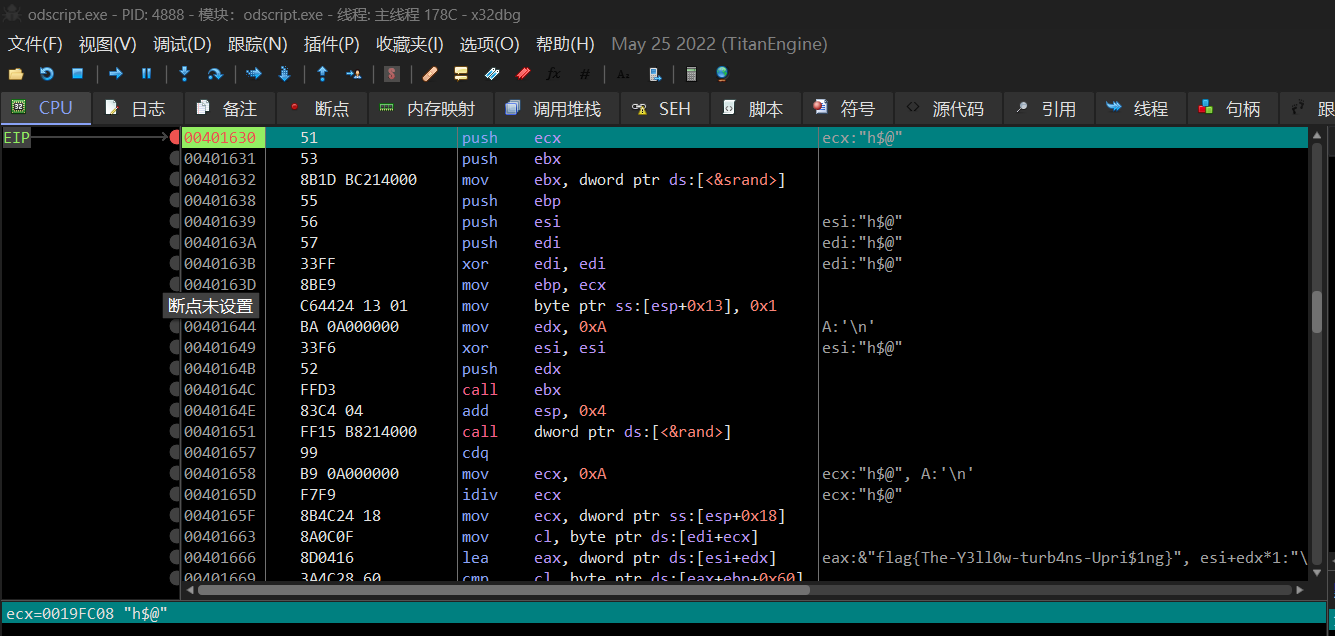 odscript.exe - PID: 4888 - 模块: odscript.exe - 线程: 主线程 178C - x32dbg
文件(F) 视图(V) 调试(D) 跟踪(N) 插件(P) 收藏夹(I) 选项(O) 帮助(H) May 25 2022 (TitanEngine)
CPU 日志 备注 断点 内存映射 调用堆栈 SEH 脚本 符号 源代码 引用 线程 句柄 跟
EIP 00401630 51 push ecx ecx:"h$@"
00401631 53 push ebx
00401632 8B1D BC214000 mov ebx, dword ptr ds:[<&srand>]
00401638 55 push ebp
00401639 56 push esi esi:"h$@"
0040163A 57 push edi edi:"h$@"
0040163B 33FF xor edi, edi edi:"h$@"
0040163D 8BE9 mov ebp, ecx
断点未设置 C64424 13 01 mov byte ptr ss:[esp+0x13], 0x1
00401644 BA 0A000000 mov edx, 0xA A:'\n'
00401649 33F6 xor esi, esi esi:"h$@"
0040164B 52 push edx
0040164C FFD3 call ebx
0040164E 83C4 04 add esp, 0x4
00401651 FF15 B8214000 call dword ptr ds:[<&rand>]
00401657 99 cdq
00401658 B9 0A000000 mov ecx, 0xA ecx:"h$@", A:'\n'
0040165D F7F9 idiv ecx ecx:"h$@"
0040165F 8B4C24 18 mov ecx, dword ptr ss:[esp+0x18]
00401663 8A0C0F mov cl, byte ptr ds:[edi+ecx]
00401666 8D0416 lea eax, dword ptr ds:[esi+edx] eax:&"flag{The-Y3ll0w-turb4ns-Upri$1ng}", esi+edx*1:"\
00401669 3A4C28 60 cmp cl, byte ptr ds:[eax+ebp+0x60]
ecx=0019FC08 "h$@"